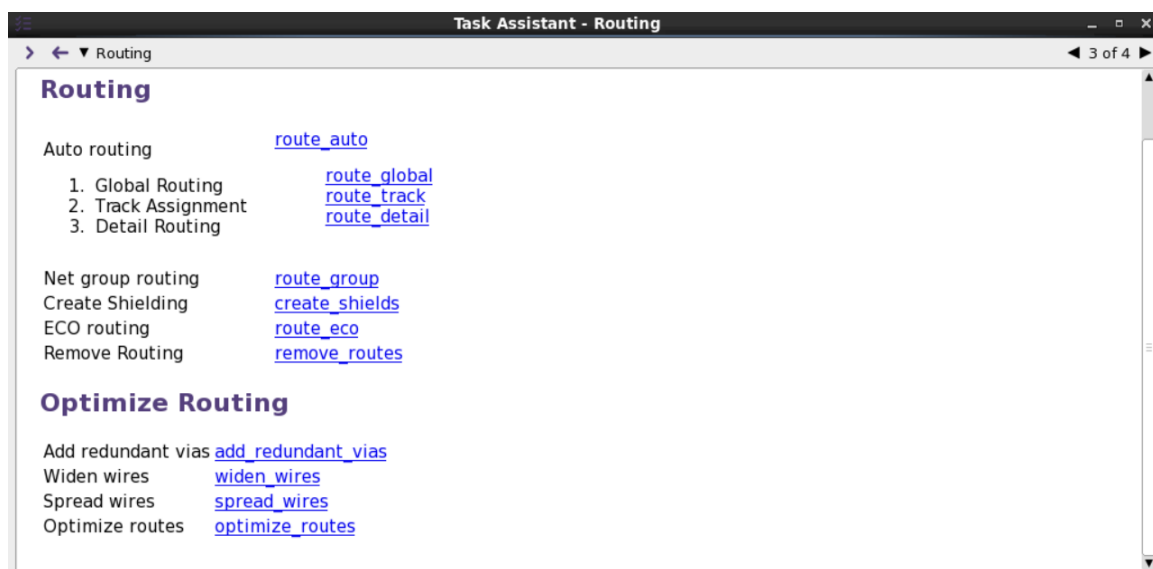 Task Assistant - Routing
Routing
3 of 4
Routing
Auto routing route_auto
1. Global Routing route_global
2. Track Assignment route_track
3. Detail Routing route_detail
Net group routing route_group
Create Shielding create_shields
ECO routing route_eco
Remove Routing remove_routes
Optimize Routing
Add redundant vias add_redundant_vias
Widen wires widen_wires
Spread wires spread_wires
Optimize routes optimize_routes